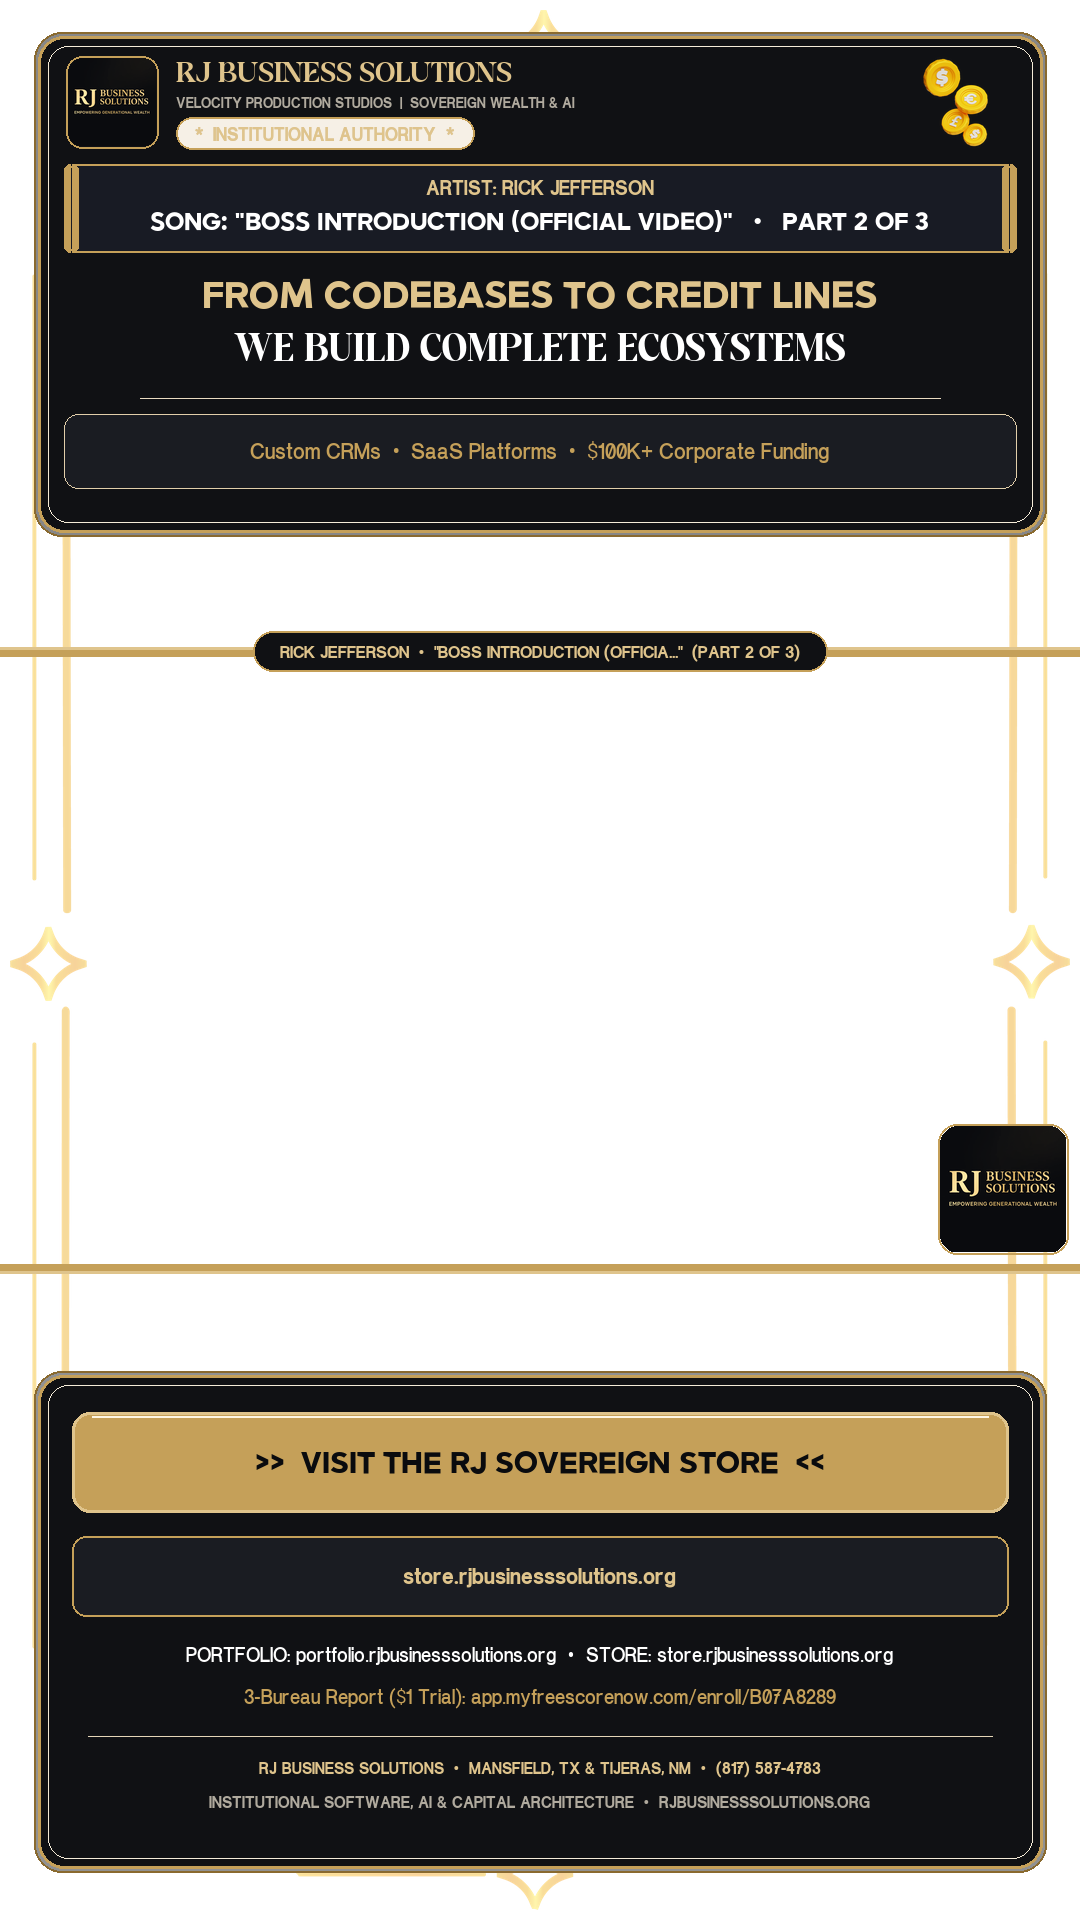 RJ BUSINESS SOLUTIONS
EMPOWERING GENERATIONAL WEALTH
RJ BUSINESS SOLUTIONS
VELOCITY PRODUCTION STUDIOS | SOVEREIGN WEALTH & AI
* INSTITUTIONAL AUTHORITY *
ARTIST: RICK JEFFERSON
SONG: "BOSS INTRODUCTION (OFFICIAL VIDEO)" • PART 2 OF 3
FROM CODEBASES TO CREDIT LINES
WE BUILD COMPLETE ECOSYSTEMS
Custom CRMs • SaaS Platforms • $100K+ Corporate Funding
RICK JEFFERSON • "BOSS INTRODUCTION (OFFICIA..." (PART 2 OF 3)
RJ BUSINESS SOLUTIONS
EMPOWERING GENERATIONAL WEALTH
>> VISIT THE RJ SOVEREIGN STORE <<
store.rjbusinesssolutions.org
PORTFOLIO: portfolio.rjbusinesssolutions.org • STORE: store.rjbusinesssolutions.org
3-Bureau Report ($1 Trial): app.myfreescorenow.com/enroll/B07A8289
RJ BUSINESS SOLUTIONS • MANSFIELD, TX & TIJERAS, NM • (817) 587-4783
INSTITUTIONAL SOFTWARE, AI & CAPITAL ARCHITECTURE • RJBUSINESSSOLUTIONS.ORG